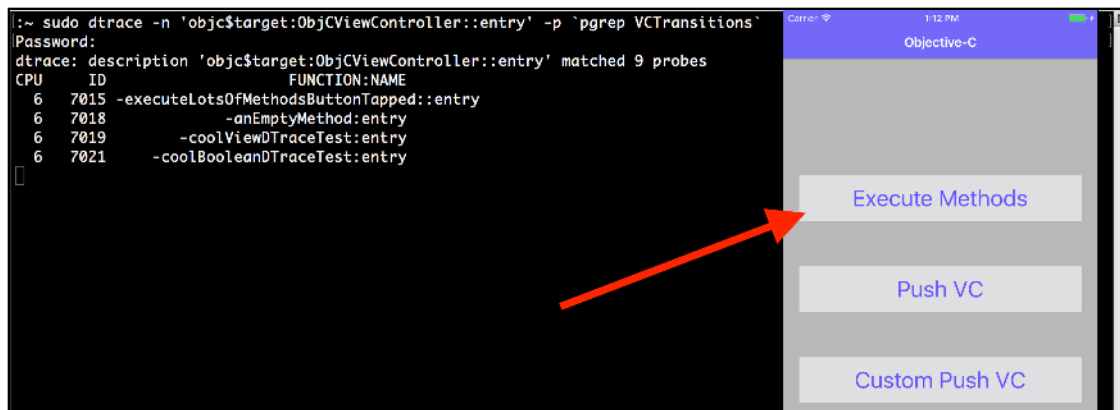 :~ sudo dtrace -n 'objc$target:ObjCViewController::entry' -p `pgrep VCTransitions`
Password:
dtrace: description 'objc$target:ObjCViewController::entry' matched 9 probes
CPU     ID                    FUNCTION:NAME
  6   7015 -executeLotsOfMethodsButtonTapped::entry
  6   7018             -anEmptyMethod:entry
  6   7019        -coolViewDTraceTest:entry
  6   7021     -coolBooleanDTraceTest:entry
Carrier 1:12 PM
Objective-C
Execute Methods
Push VC
Custom Push VC